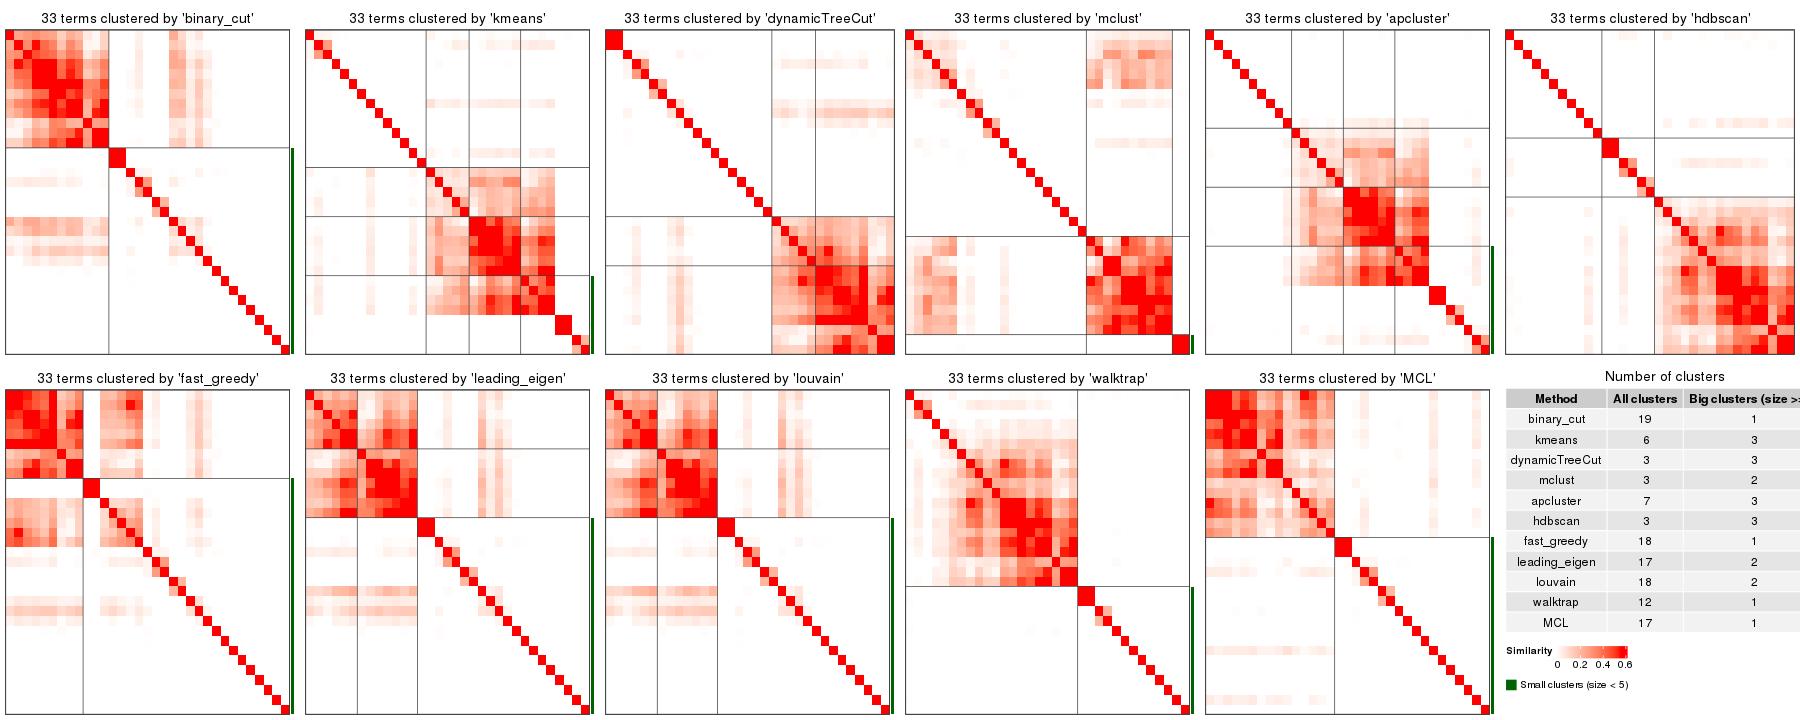 33 terms clustered by 'binary_cut'
33 terms clustered by 'kmeans'
33 terms clustered by 'dynamicTreeCut'
33 terms clustered by 'mclust'
33 terms clustered by 'apcluster'
33 terms clustered by 'hdbscan'
33 terms clustered by 'fast_greedy'
33 terms clustered by 'leading_eigen'
33 terms clustered by 'louvain'
33 terms clustered by 'walktrap'
33 terms clustered by 'MCL'
Number of clusters
Method All clusters Big clusters (size >=
binary_cut 19 1
kmeans 6 3
dynamicTreeCut 3 3
mclust 3 2
apcluster 7 3
hdbscan 3 3
fast_greedy 18 1
leading_eigen 17 2
louvain 18 2
walktrap 12 1
MCL 17 1
Similarity
0 0.2 0.4 0.6
Small clusters (size < 5)